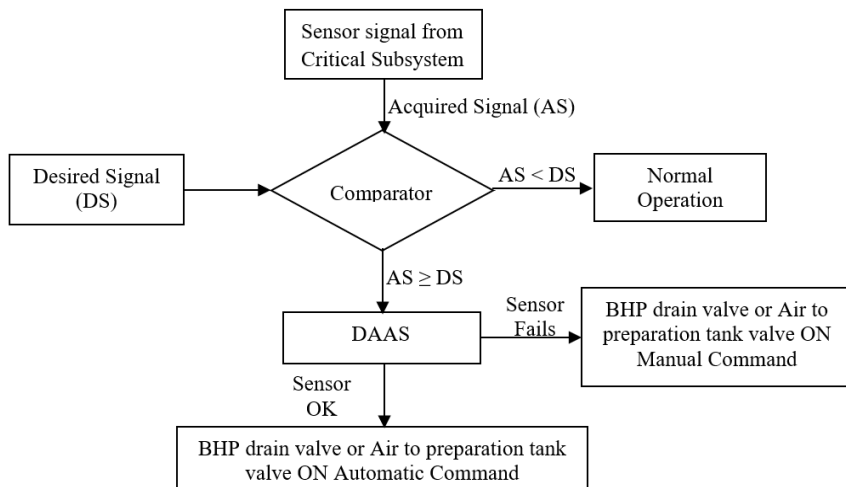 Sensor signal from
Critical Subsystem
Acquired Signal (AS)
Desired Signal
(DS)
Comparator
AS < DS
Normal
Operation
AS ≥ DS
DAAS
Sensor
Fails
BHP drain valve or Air to
preparation tank valve ON
Manual Command
Sensor
OK
BHP drain valve or Air to preparation tank
valve ON Automatic Command